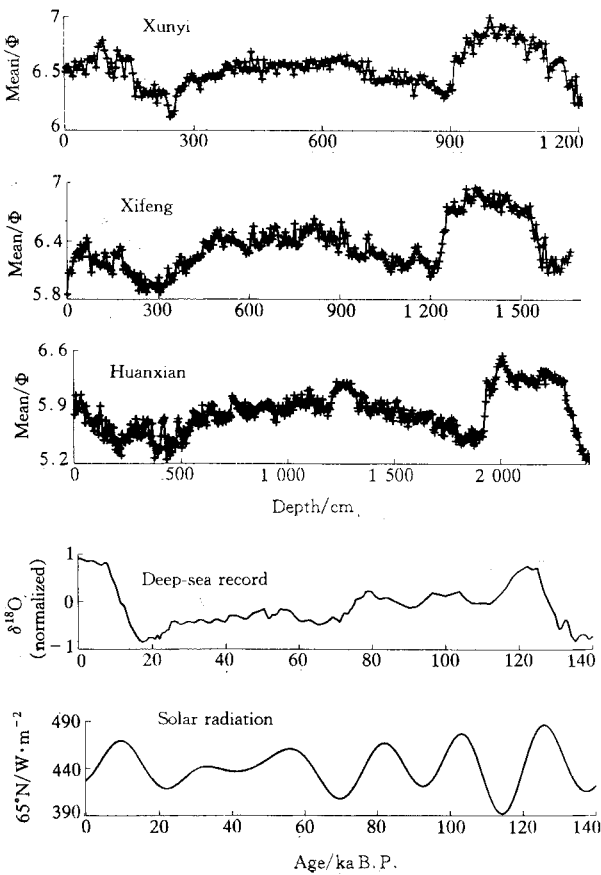 7
Xunyi
Mean/Φ
6.5
6
0 300 600 900 1 200
7
Xifeng
Mean/Φ
6.4
5.8
0 300 600 900 1 200 1 500
6.6
Huanxian
Mean/Φ
5.9
5.2
0 500 1 000 1 500 2 000
Depth/cm
1
Deep-sea record
δ¹⁸O
(normalized)
0
-1
0 20 40 60 80 100 120 140
490
Solar radiation
65°N/W·m⁻²
440
390
0 20 40 60 80 100 120 140
Age/ka B.P.